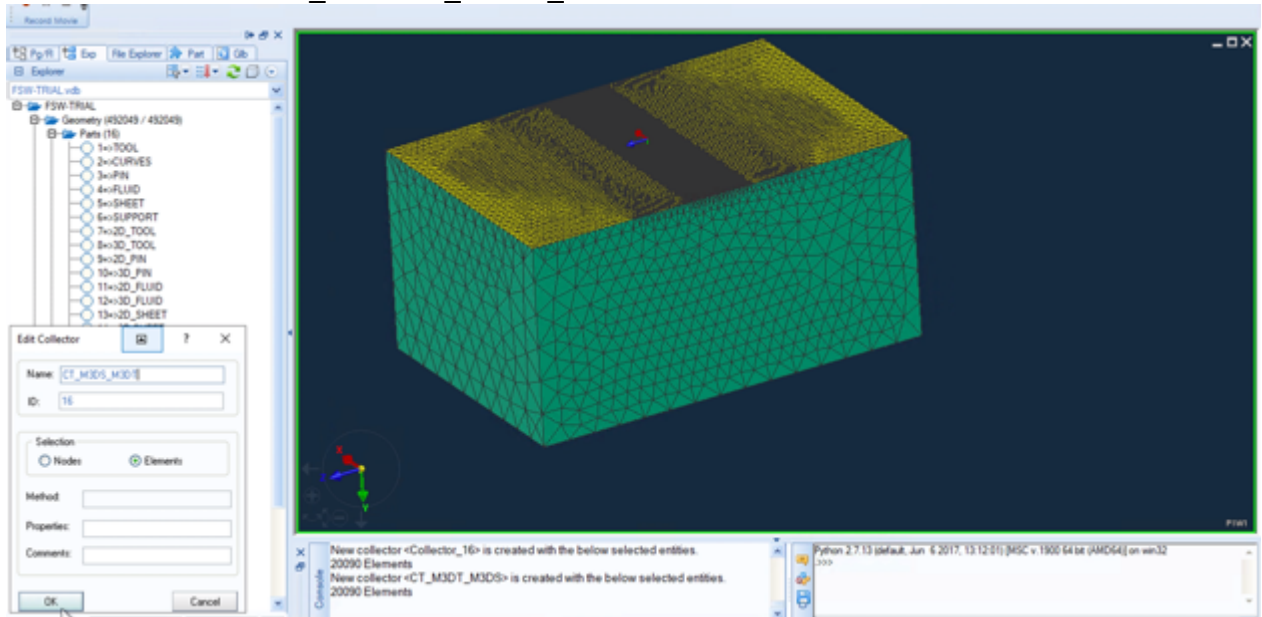 Record Movie
Pg/R
Exp
File Explorer
Part
Glb
Explorer
FSW-TRIAL.vdb
FSW-TRIAL
Geometry (492049 / 492049)
Parts (16)
1<>TOOL
2<>CURVES
3<>PIN
4<>FLUID
5<>SHEET
6<>SUPPORT
7<>2D_TOOL
8<>3D_TOOL
9<>2D_PIN
10<>3D_PIN
11<>2D_FLUID
12<>3D_FLUID
13<>2D_SHEET
Edit Collector ? X
Name: CT_M3DS_M3DT
ID: 16
Selection
Nodes Elements
Method:
Properties:
Comments:
OK Cancel
X
Y
P1W1
Console
New collector <Collector_16> is created with the below selected entities.
20090 Elements
New collector <CT_M3DT_M3DS> is created with the below selected entities.
20090 Elements
Python 2.7.13 (default, Jun 6 2017, 13:12:01) [MSC v.1900 64 bit (AMD64)] on win32
>>>